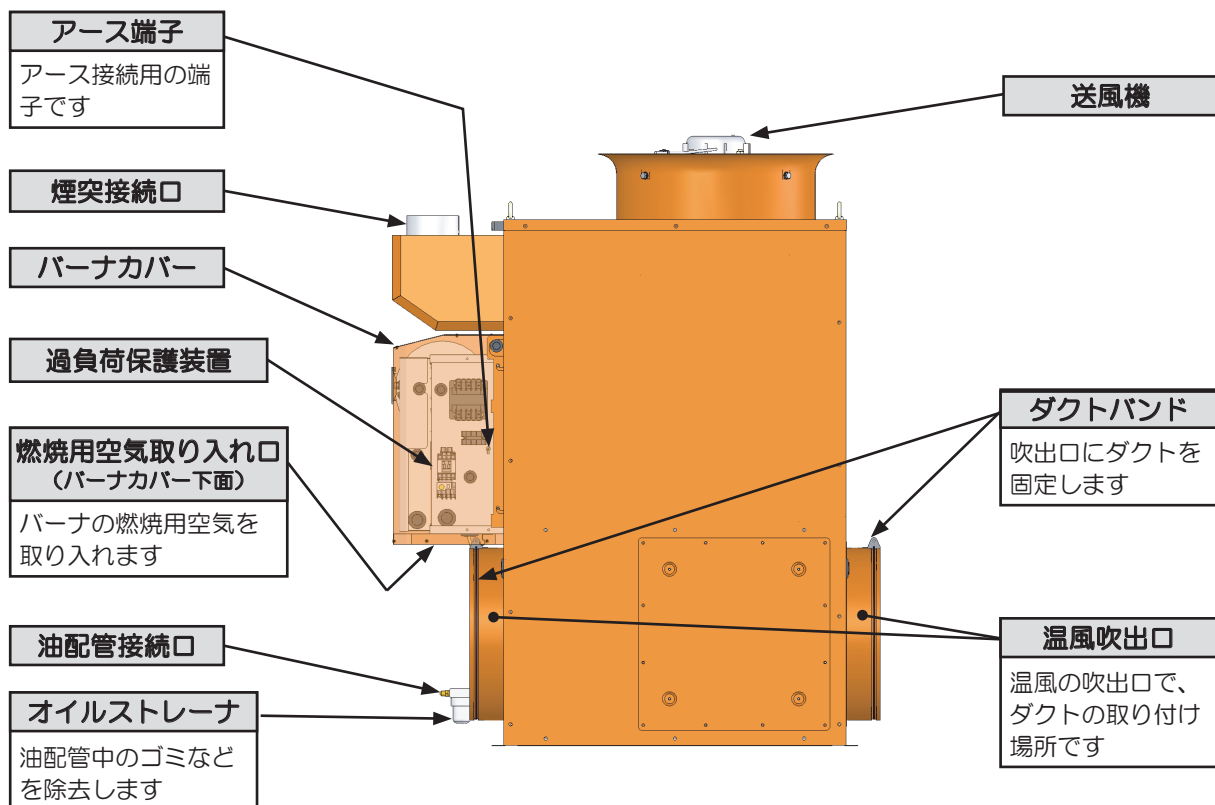 アース端子
アース接続用の端
子です
煙突接続口
バーナカバー
過負荷保護装置
燃焼用空気取り入れ口
（バーナカバー下面）
バーナの燃焼用空気を
取り入れます
油配管接続口
オイルストレーナ
油配管中のゴミなど
を除去します
送風機
ダクトバンド
吹出口にダクトを
固定します
温風吹出口
温風の吹出口で、
ダクトの取り付け
場所です